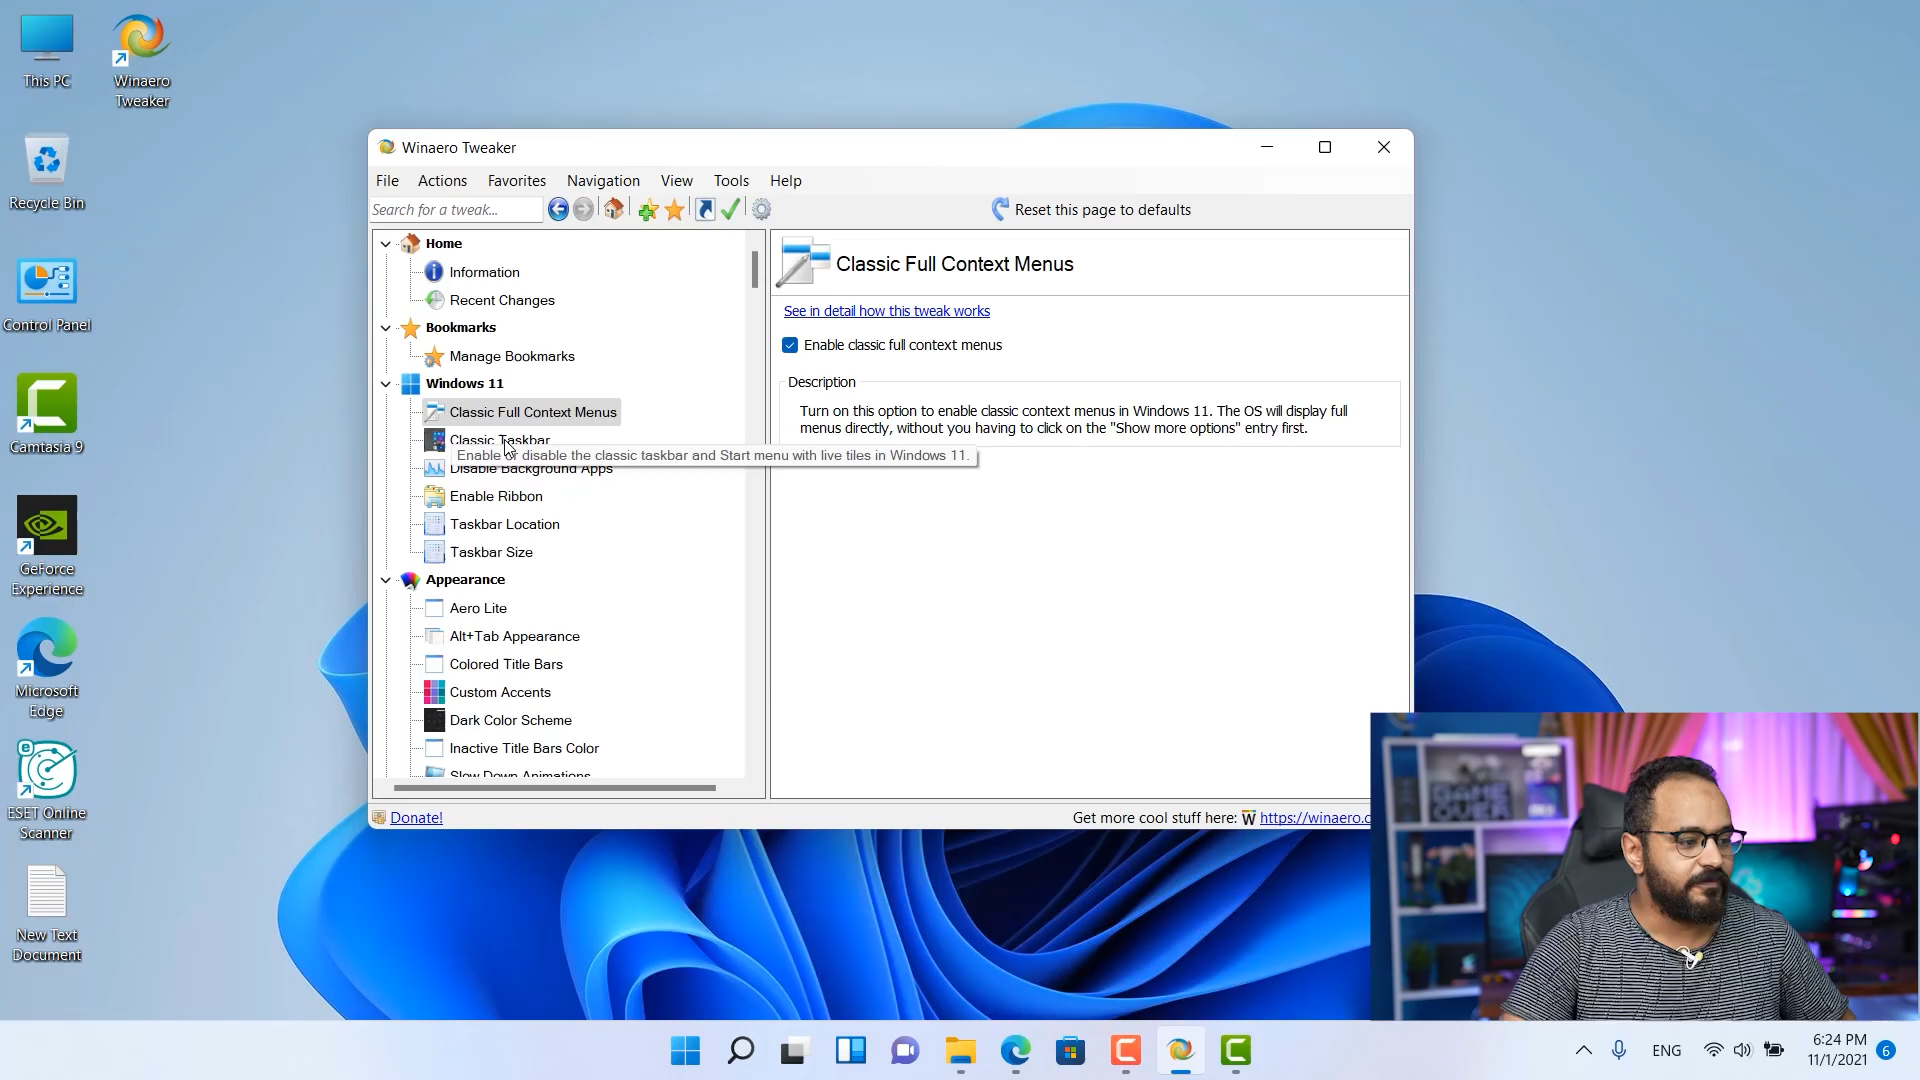 This PC
Winaero
Tweaker
Recycle Bin
Control Panel
Camtasia 9
GeForce
Experience
Microsoft
Edge
ESET Online
Scanner
New Text
Document
Winaero Tweaker
File Actions Favorites Navigation View Tools Help
Search for a tweak...
Reset this page to defaults
Home
Information
Recent Changes
Bookmarks
Manage Bookmarks
Windows 11
Classic Full Context Menus
Classic Taskbar
Enable or disable the classic taskbar and Start menu with live tiles in Windows 11.
Disable Background Apps
Enable Ribbon
Taskbar Location
Taskbar Size
Appearance
Aero Lite
Alt+Tab Appearance
Colored Title Bars
Custom Accents
Dark Color Scheme
Inactive Title Bars Color
Slow Down Animations
Classic Full Context Menus
See in detail how this tweak works
Enable classic full context menus
Description
Turn on this option to enable classic context menus in Windows 11. The OS will display full
menus directly, without you having to click on the "Show more options" entry first.
Donate!
Get more cool stuff here: W https://winaero.c
GAME
OVER
ENG
6:24 PM
11/1/2021
6